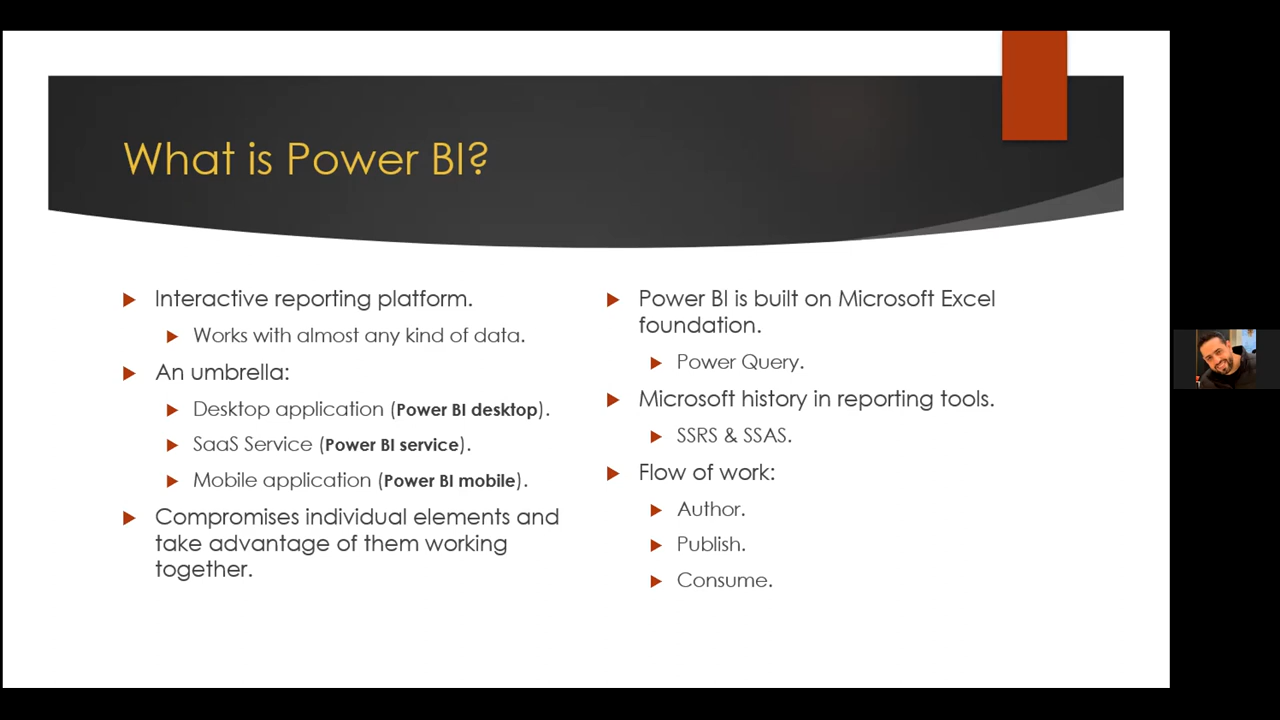 What is Power BI?
Interactive reporting platform.
Works with almost any kind of data.
An umbrella:
Desktop application (Power BI desktop).
SaaS Service (Power BI service).
Mobile application (Power BI mobile).
Compromises individual elements and
take advantage of them working
together.
Power BI is built on Microsoft Excel
foundation.
Power Query.
Microsoft history in reporting tools.
SSRS & SSAS.
Flow of work:
Author.
Publish.
Consume.